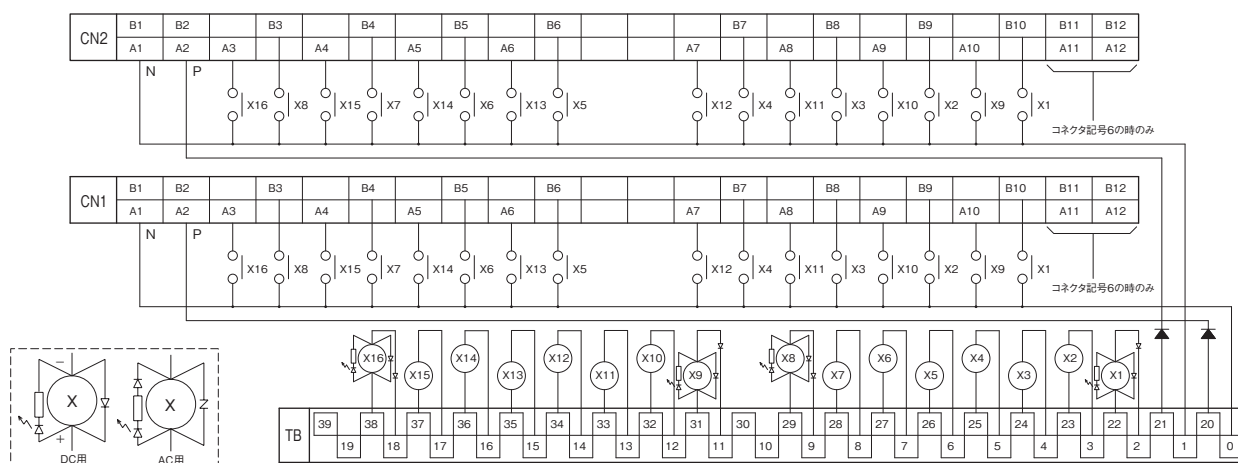 CN2 B1 B2 B3 B4 B5 B6 B7 B8 B9 B10 B11 B12
A1 A2 A3 A4 A5 A6 A7 A8 A9 A10 A11 A12
N P
X16 X8 X15 X7 X14 X6 X13 X5 X12 X4 X11 X3 X10 X2 X9 X1
コネクタ記号6の時のみ
CN1 B1 B2 B3 B4 B5 B6 B7 B8 B9 B10 B11 B12
A1 A2 A3 A4 A5 A6 A7 A8 A9 A10 A11 A12
N P
X16 X8 X15 X7 X14 X6 X13 X5 X12 X4 X11 X3 X10 X2 X9 X1
コネクタ記号6の時のみ
X16 X14 X12 X10 X8 X6 X4 X2
X15 X13 X11 X9 X7 X5 X3 X1
− X X
+
DC用 AC用
TB 39 38 37 36 35 34 33 32 31 30 29 28 27 26 25 24 23 22 21 20
19 18 17 16 15 14 13 12 11 10 9 8 7 6 5 4 3 2 1 0